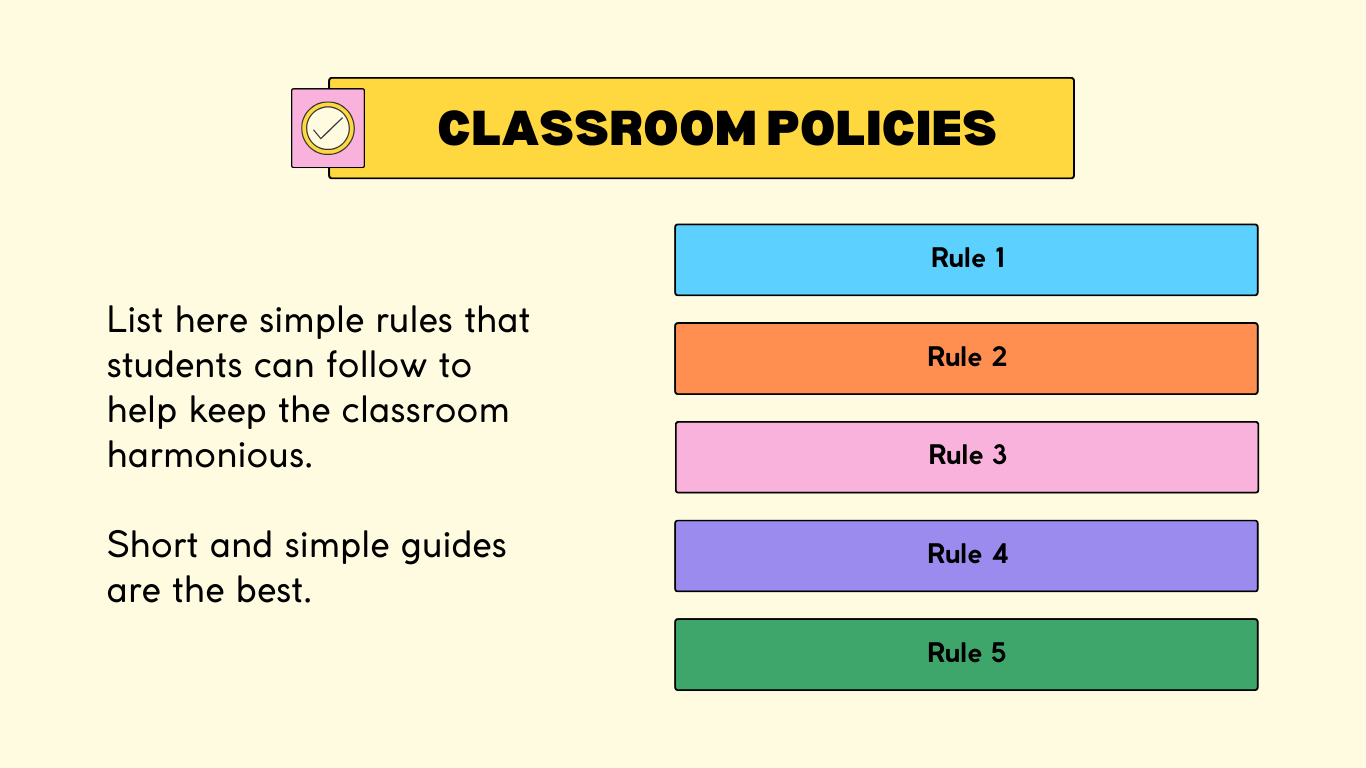 CLASSROOM POLICIES
List here simple rules that
students can follow to
help keep the classroom
harmonious.
Short and simple guides
are the best.
Rule 1
Rule 2
Rule 3
Rule 4
Rule 5